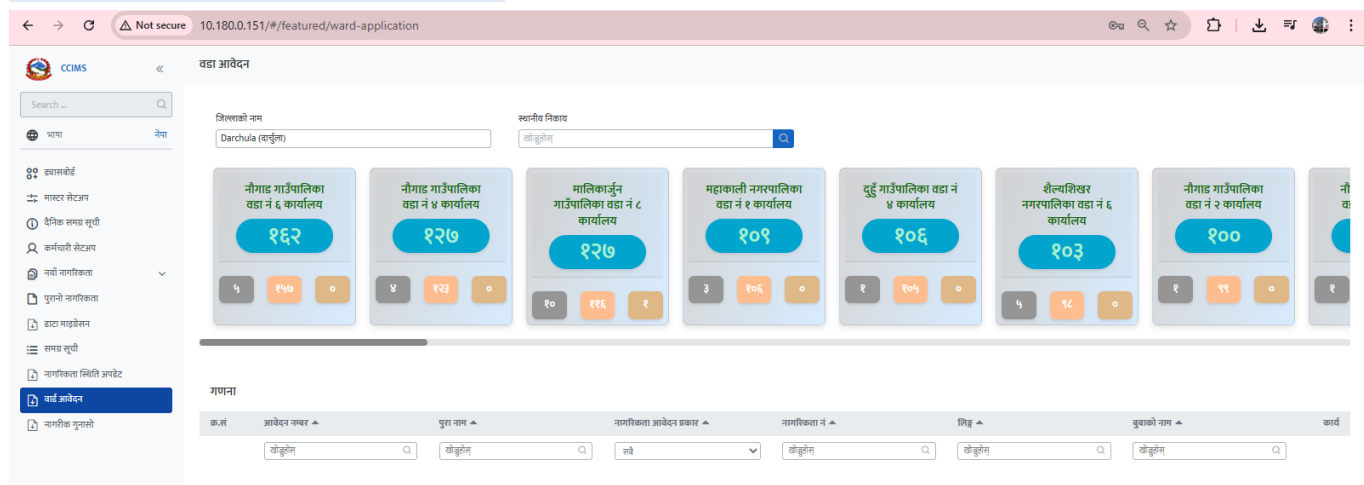 Not secure 10.180.0.151/#/featured/ward-application
CCIMS
वडा आवेदन
Search ...
भाषा नेपा
जिल्लाको नाम
स्थानीय निकाय
Darchula (दार्चुला)
खोज्नुहोस्
ड्यासबोर्ड
मास्टर सेटअप
दैनिक समग्र सूची
कर्मचारी सेटअप
नयाँ नागरिकता
पुरानो नागरिकता
डाटा माइग्रेसन
समग्र सूची
नागरिकता स्थिति अपडेट
वार्ड आवेदन
नागरीक गुनासो
नौगाड गाउँपालिका
वडा नं ६ कार्यालय
१६२
५ १५७ ०
नौगाड गाउँपालिका
वडा नं ४ कार्यालय
१२७
४ १२३ ०
मालिकार्जुन
गाउँपालिका वडा नं ८
कार्यालय
१२७
१० ११६ १
महाकाली नगरपालिका
वडा नं १ कार्यालय
१०९
३ १०६ ०
दुहुँ गाउँपालिका वडा नं
४ कार्यालय
१०६
१ १०५ ०
शैल्यशिखर
नगरपालिका वडा नं ६
कार्यालय
१०३
५ ९८ ०
नौगाड गाउँपालिका
वडा नं २ कार्यालय
१००
१ ९९ ०
नौ
१
गणना
क्र.सं आवेदन नम्बर पुरा नाम नागरिकता आवेदन प्रकार नागरिकता नं लिङ्ग बुबाको नाम कार्य
खोज्नुहोस् खोज्नुहोस् सबै खोज्नुहोस् खोज्नुहोस् खोज्नुहोस्